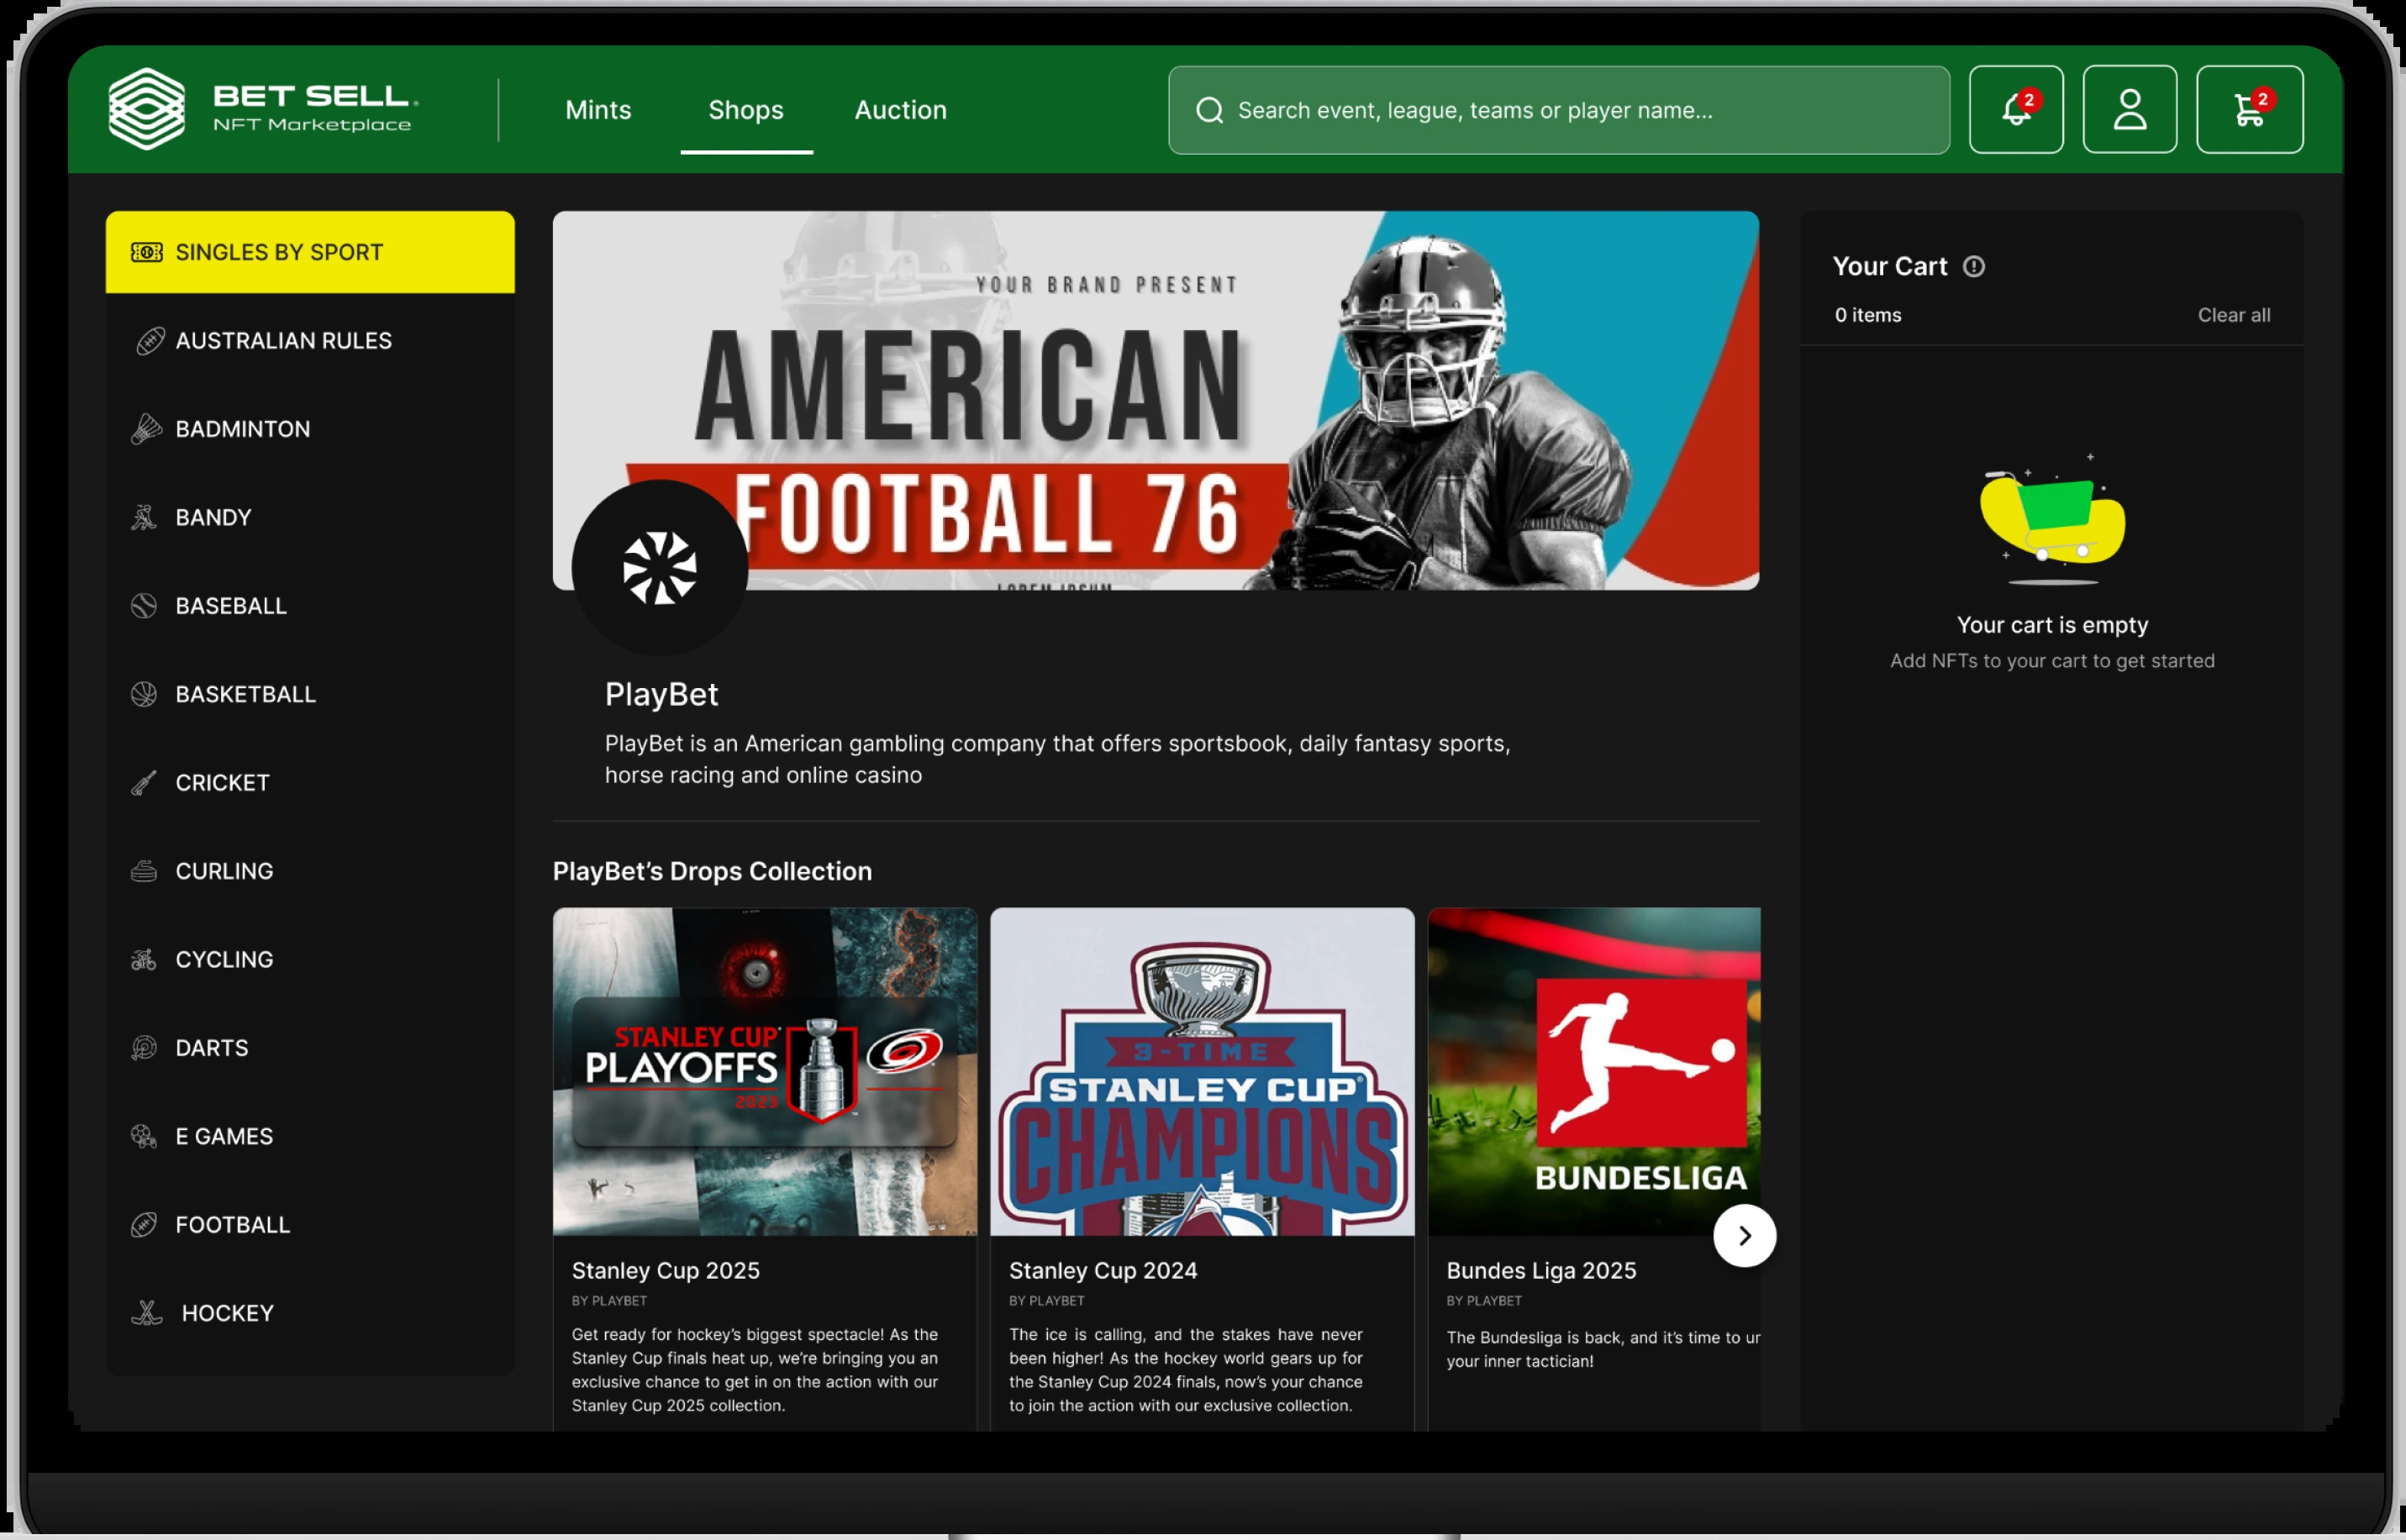 BET SELL
NFT Marketplace
Mints
Shops
Auction
Search event, league, teams or player name...
2
2
SINGLES BY SPORT
AUSTRALIAN RULES
BADMINTON
BANDY
BASEBALL
BASKETBALL
CRICKET
CURLING
CYCLING
DARTS
E GAMES
FOOTBALL
HOCKEY
YOUR BRAND PRESENT
AMERICAN
FOOTBALL 76
LOREM IPSUM
PlayBet
PlayBet is an American gambling company that offers sportsbook, daily fantasy sports,
horse racing and online casino
PlayBet’s Drops Collection
STANLEY CUP
PLAYOFFS
2023
Stanley Cup 2025
BY PLAYBET
Get ready for hockey’s biggest spectacle! As the
Stanley Cup finals heat up, we’re bringing you an
exclusive chance to get in on the action with our
Stanley Cup 2025 collection.
3-TIME
STANLEY CUP®
CHAMPIONS
Stanley Cup 2024
BY PLAYBET
The ice is calling, and the stakes have never
been higher! As the hockey world gears up for
the Stanley Cup 2024 finals, now’s your chance
to join the action with our exclusive collection.
BUNDESLIGA
Bundes Liga 2025
BY PLAYBET
The Bundesliga is back, and it’s time to ur
your inner tactician!
Your Cart
0 items
Clear all
Your cart is empty
Add NFTs to your cart to get started